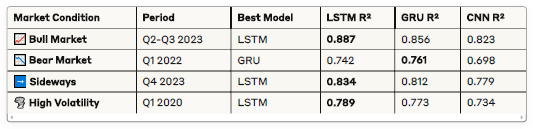 Market Condition Period Best Model LSTM R² GRU R² CNN R²
Bull Market Q2-Q3 2023 LSTM 0.887 0.856 0.823
Bear Market Q1 2022 GRU 0.742 0.761 0.698
Sideways Q4 2023 LSTM 0.834 0.812 0.779
High Volatility Q1 2020 LSTM 0.789 0.773 0.734